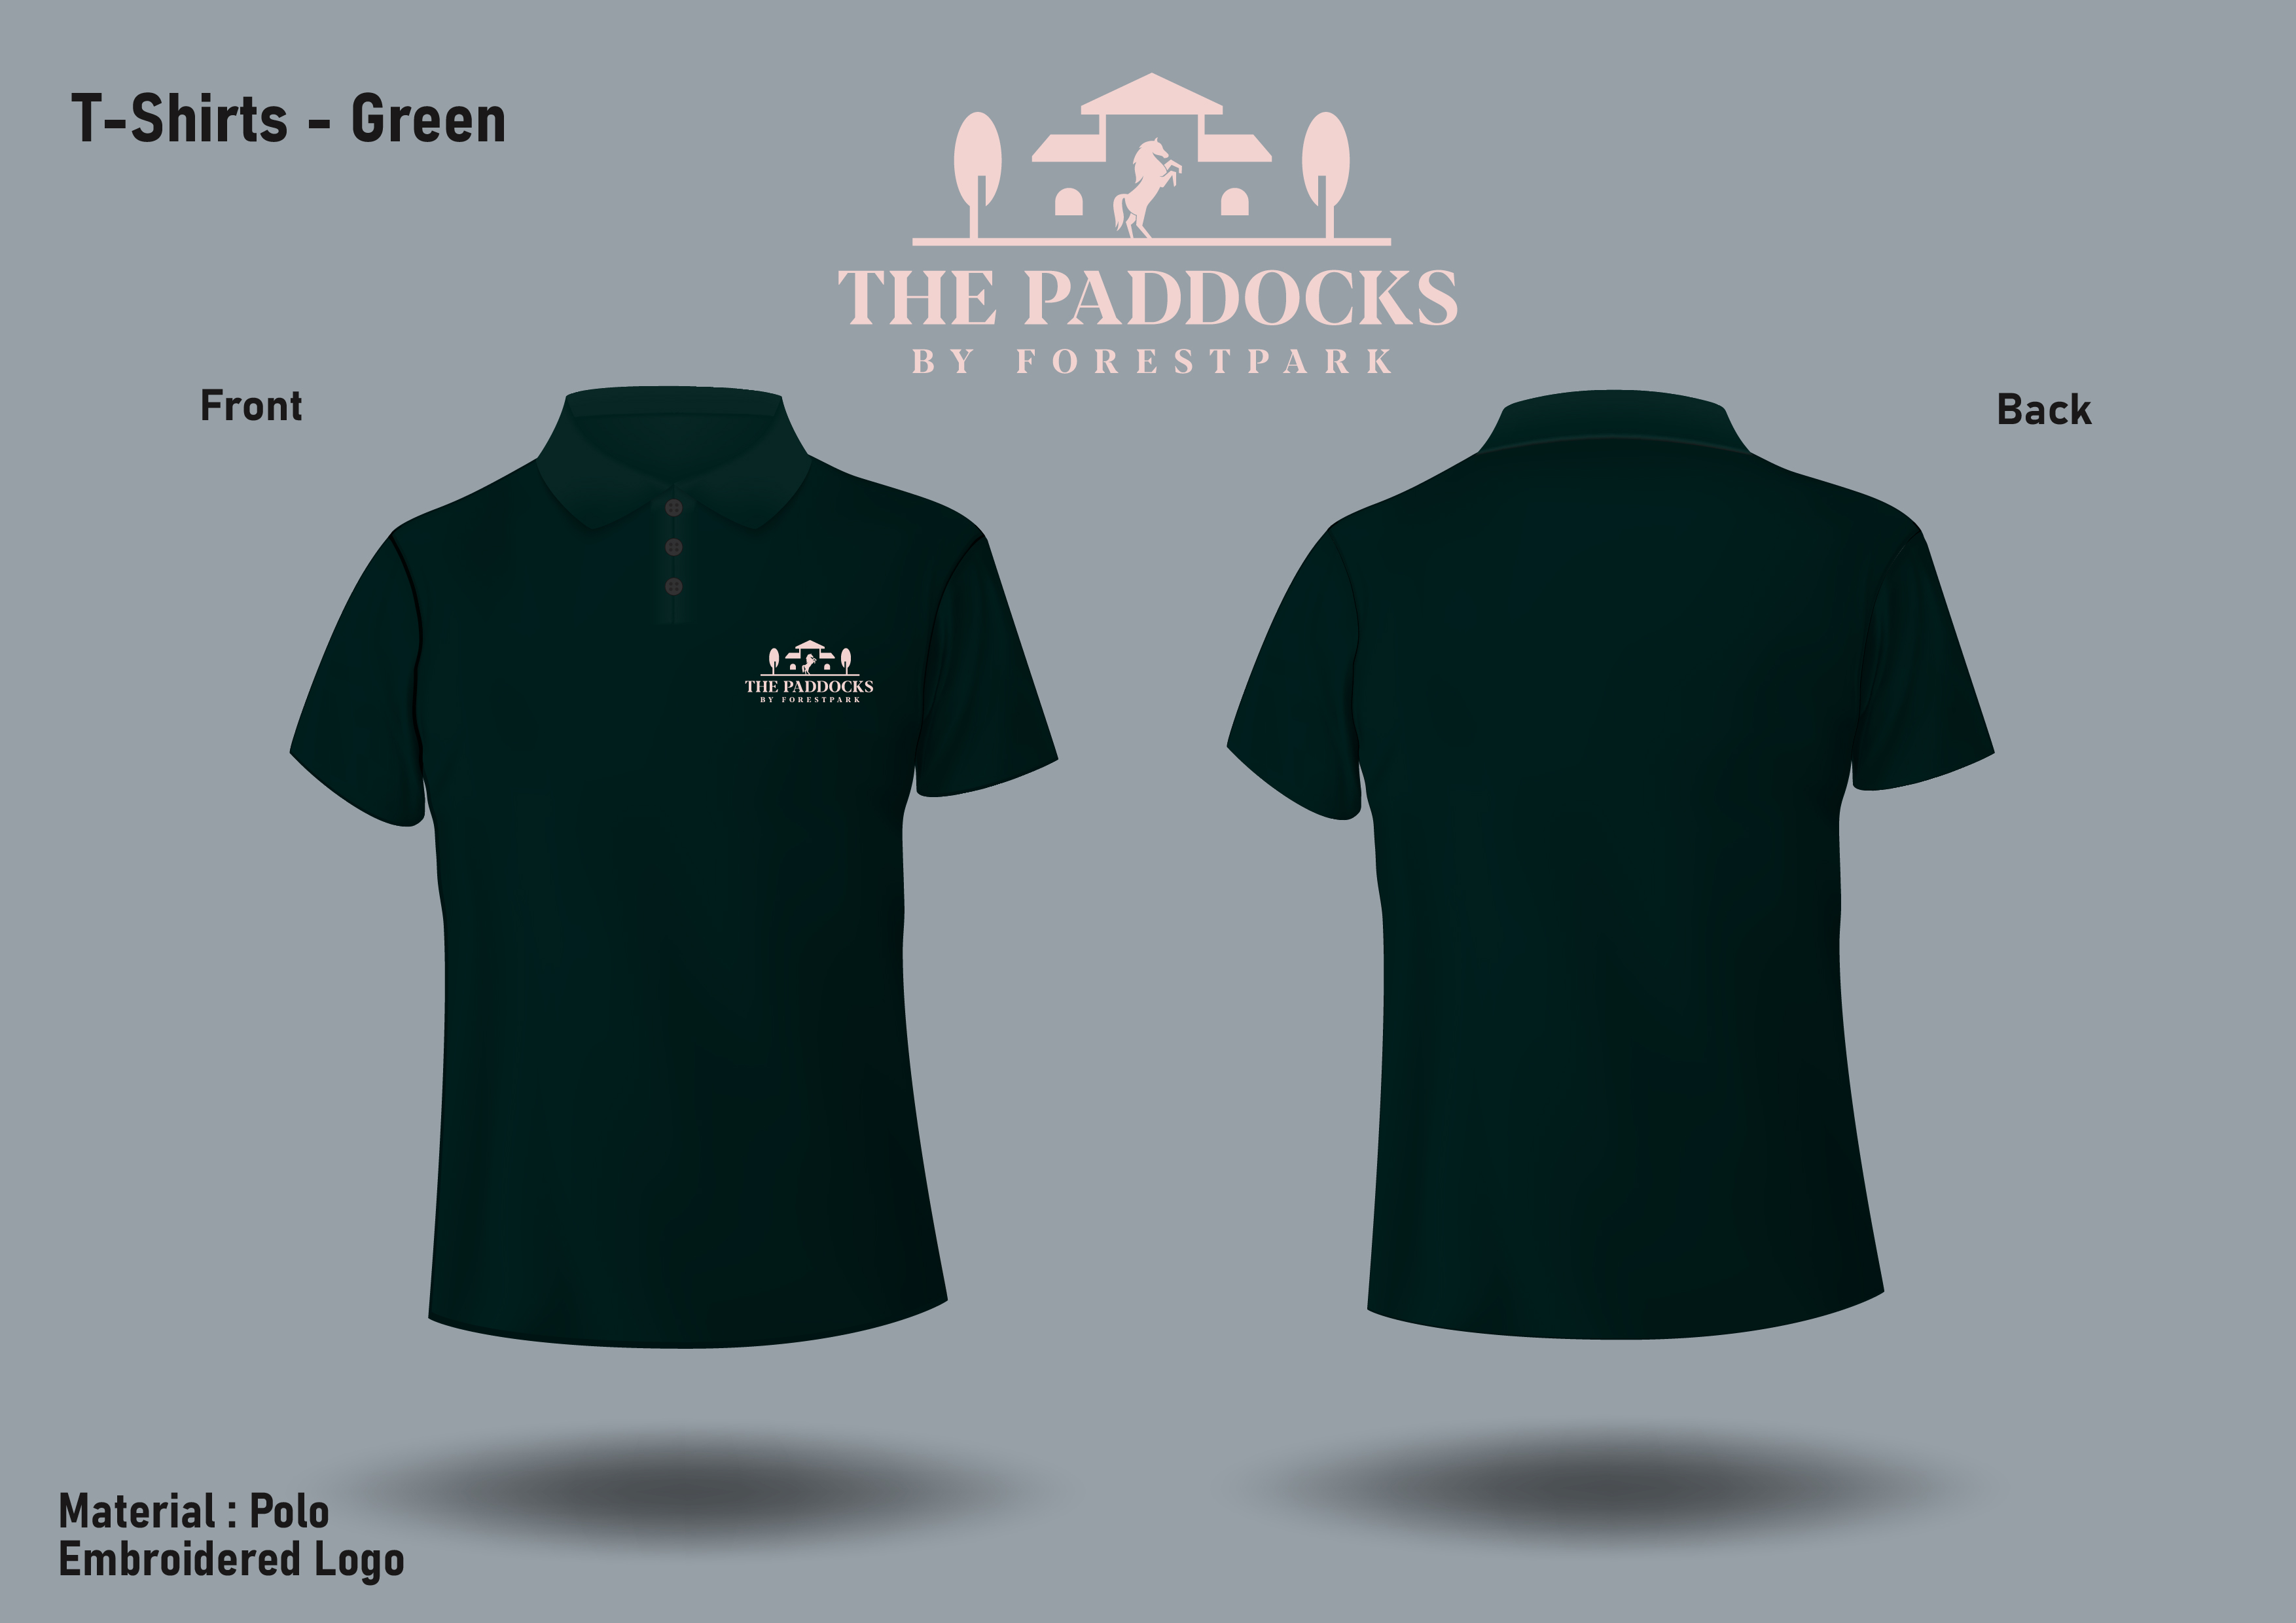 T-Shirts - Green
THE PADDOCKS
BY FORESTPARK
Front
Back
THE PADDOCKS
BY FORESTPARK
Material : Polo
Embroidered Logo